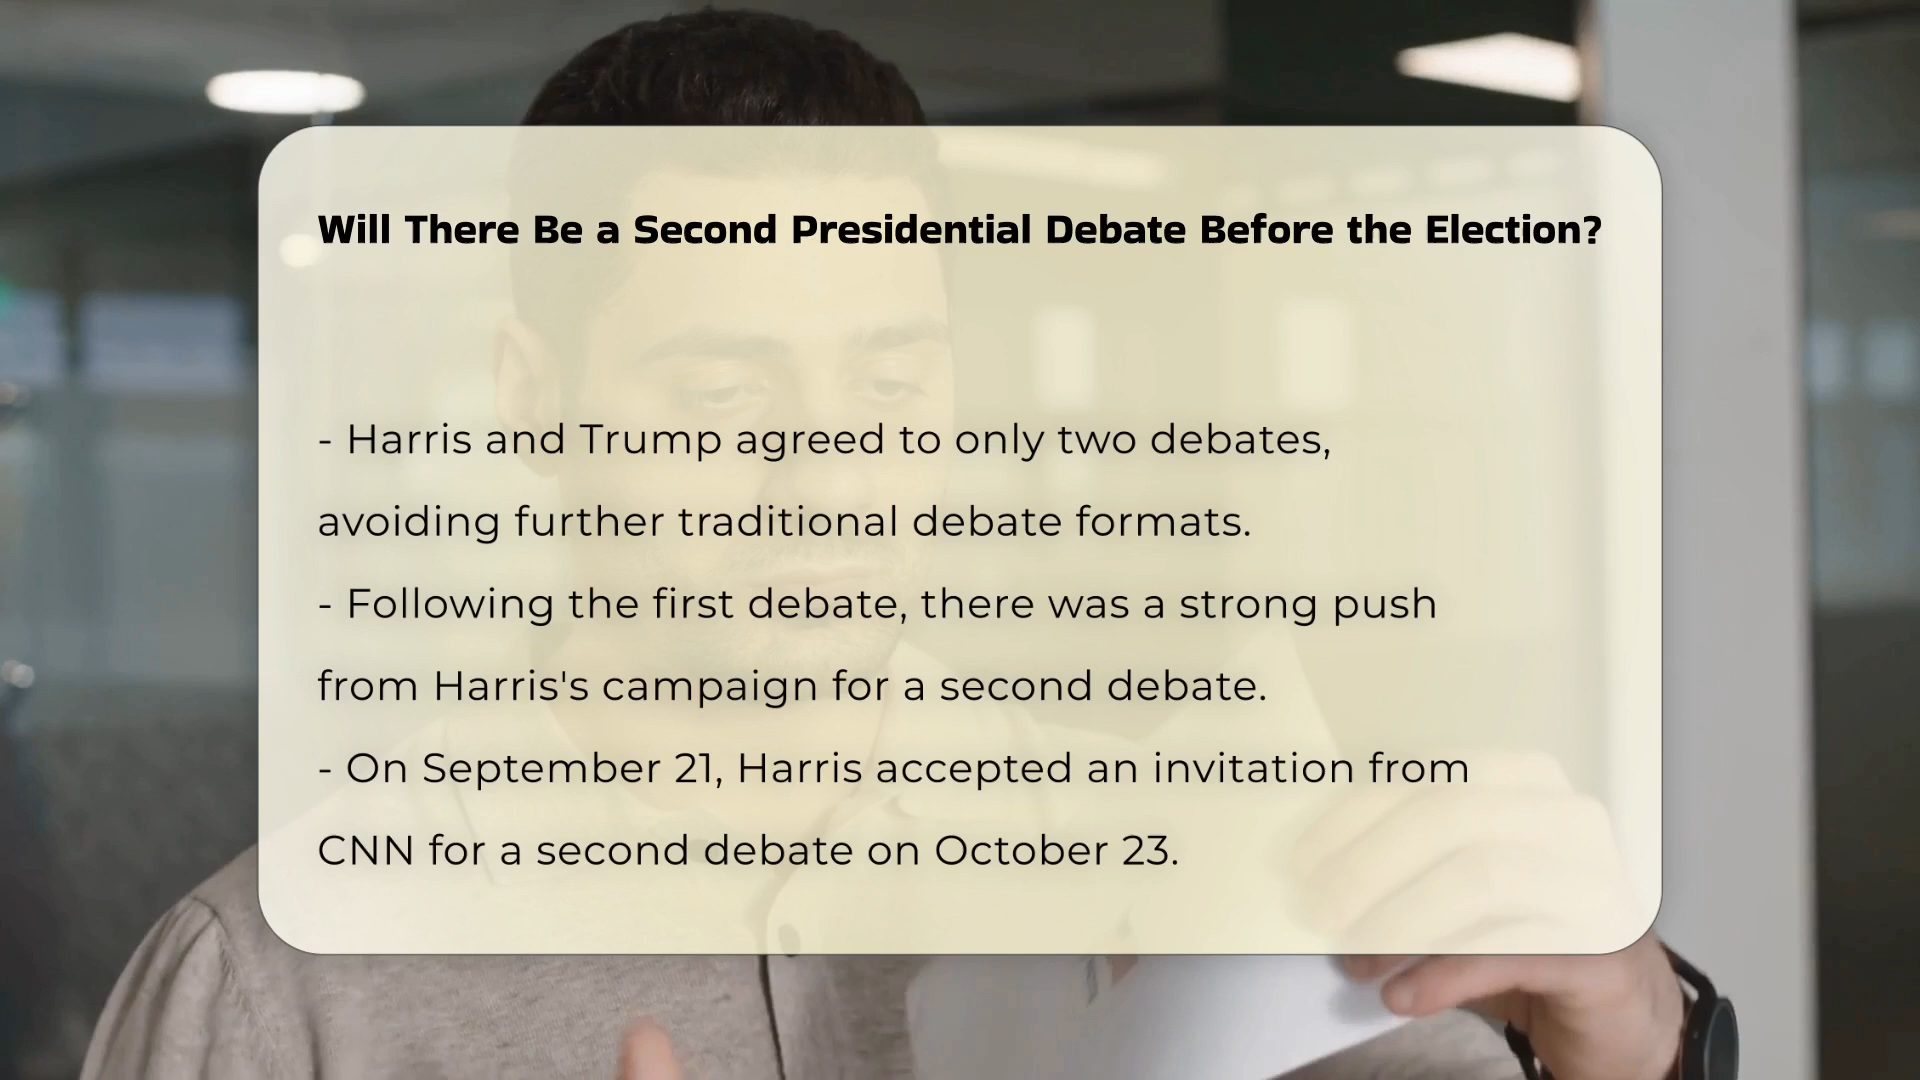 Will There Be a Second Presidential Debate Before the Election?
- Harris and Trump agreed to only two debates,
avoiding further traditional debate formats.
- Following the first debate, there was a strong push
from Harris's campaign for a second debate.
- On September 21, Harris accepted an invitation from
CNN for a second debate on October 23.